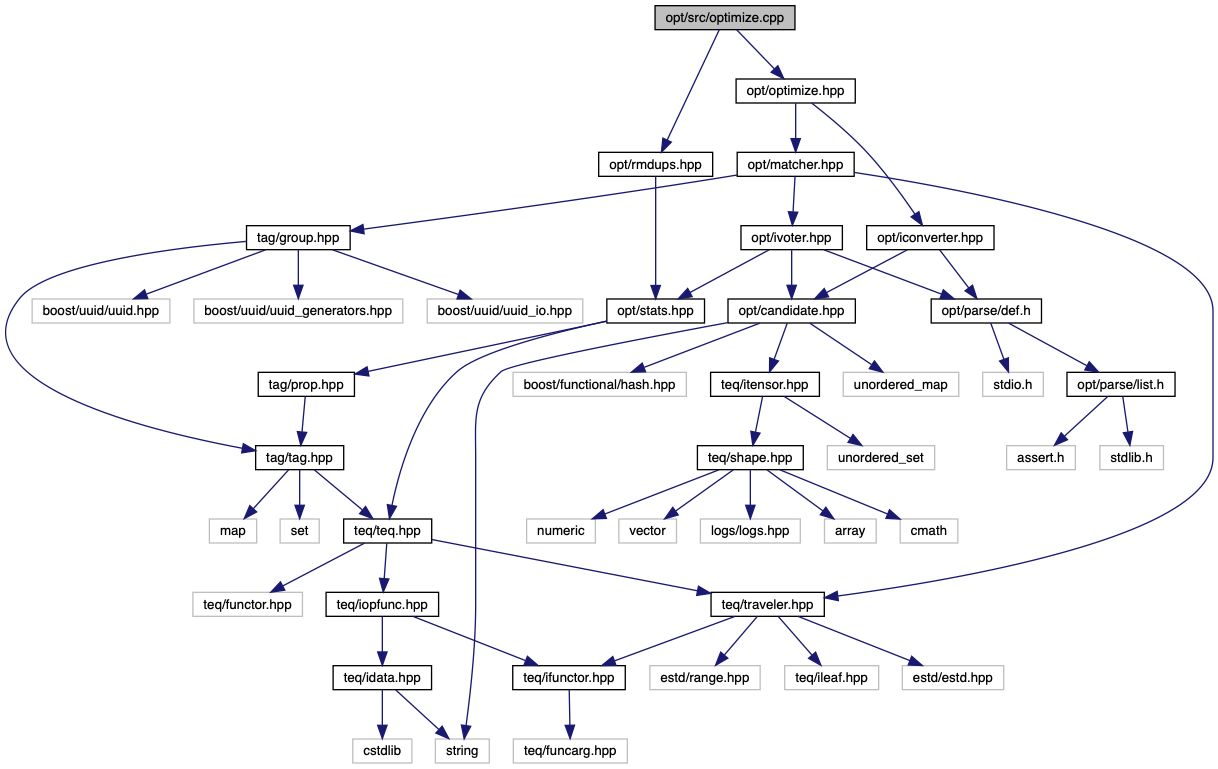 opt/src/optimize.cpp
opt/optimize.hpp
opt/rmdups.hpp
opt/matcher.hpp
tag/group.hpp
opt/ivoter.hpp
opt/iconverter.hpp
boost/uuid/uuid.hpp
boost/uuid/uuid_generators.hpp
boost/uuid/uuid_io.hpp
opt/stats.hpp
opt/candidate.hpp
opt/parse/def.h
tag/prop.hpp
boost/functional/hash.hpp
teq/itensor.hpp
unordered_map
stdio.h
opt/parse/list.h
tag/tag.hpp
teq/shape.hpp
unordered_set
assert.h
stdlib.h
map
set
teq/teq.hpp
numeric
vector
logs/logs.hpp
array
cmath
teq/functor.hpp
teq/iopfunc.hpp
teq/traveler.hpp
teq/idata.hpp
teq/ifunctor.hpp
estd/range.hpp
teq/ileaf.hpp
estd/estd.hpp
cstdlib
string
teq/funcarg.hpp